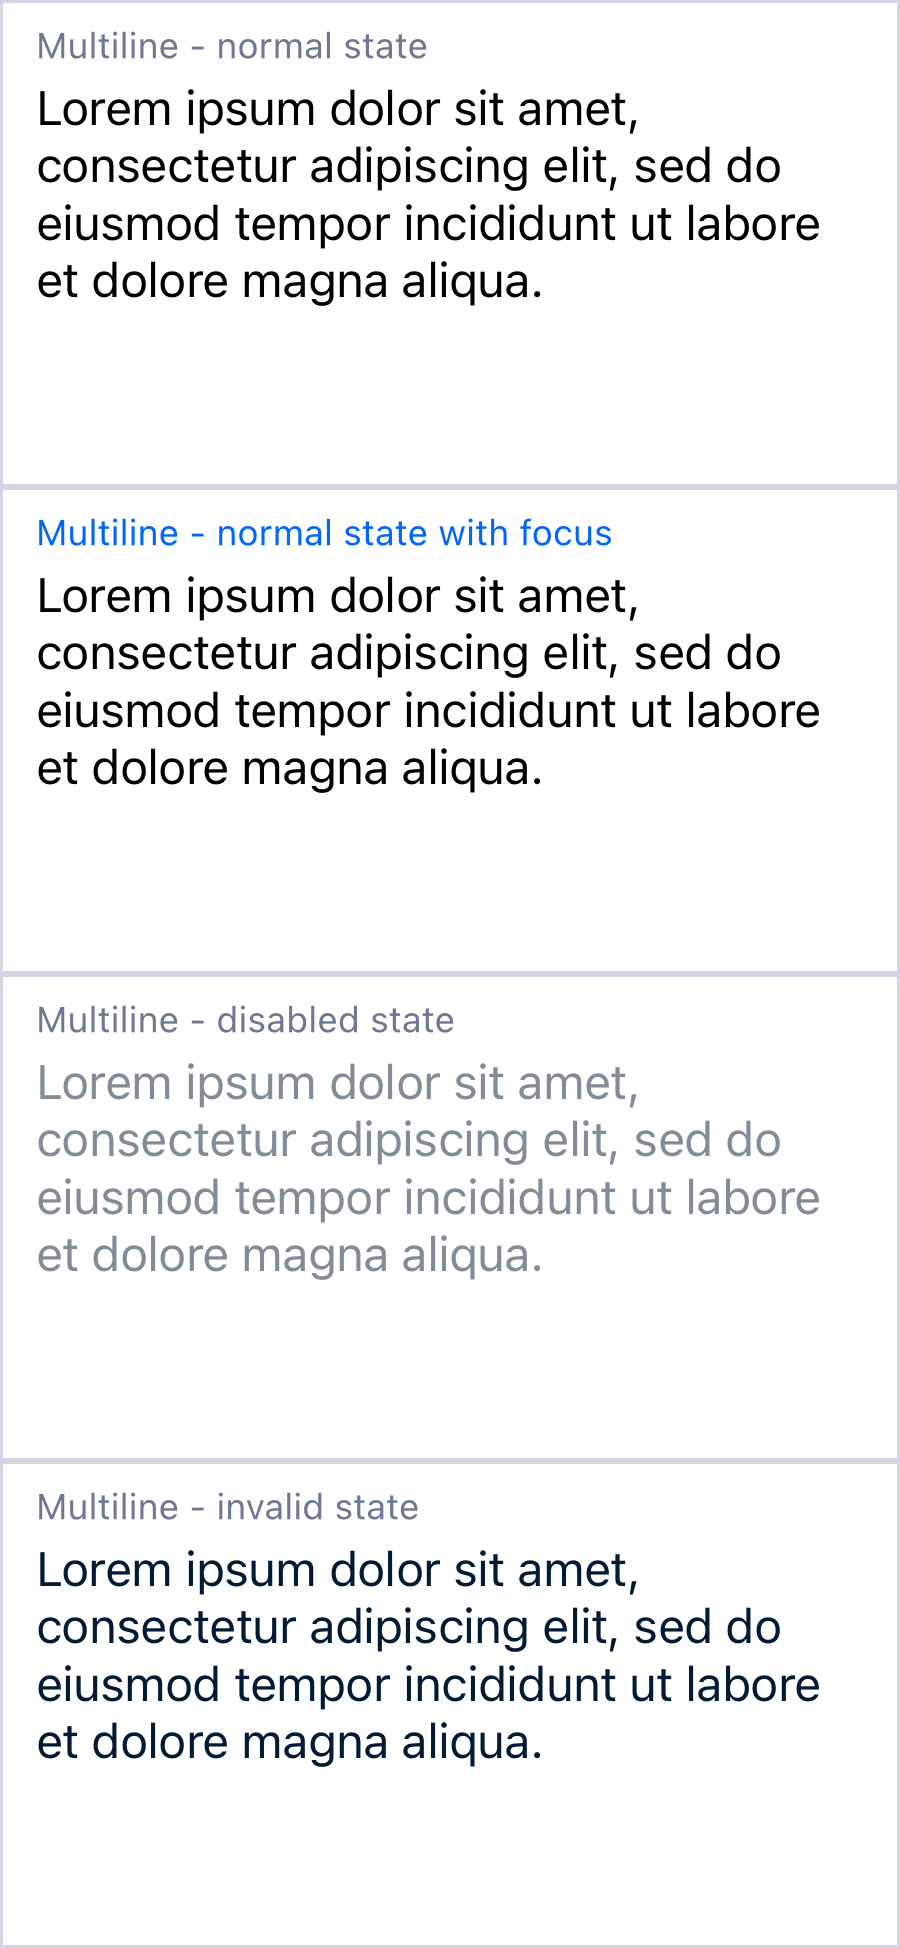 Multiline - normal state
Lorem ipsum dolor sit amet,
consectetur adipiscing elit, sed do
eiusmod tempor incididunt ut labore
et dolore magna aliqua.
Multiline - normal state with focus
Lorem ipsum dolor sit amet,
consectetur adipiscing elit, sed do
eiusmod tempor incididunt ut labore
et dolore magna aliqua.
Multiline - disabled state
Lorem ipsum dolor sit amet,
consectetur adipiscing elit, sed do
eiusmod tempor incididunt ut labore
et dolore magna aliqua.
Multiline - invalid state
Lorem ipsum dolor sit amet,
consectetur adipiscing elit, sed do
eiusmod tempor incididunt ut labore
et dolore magna aliqua.